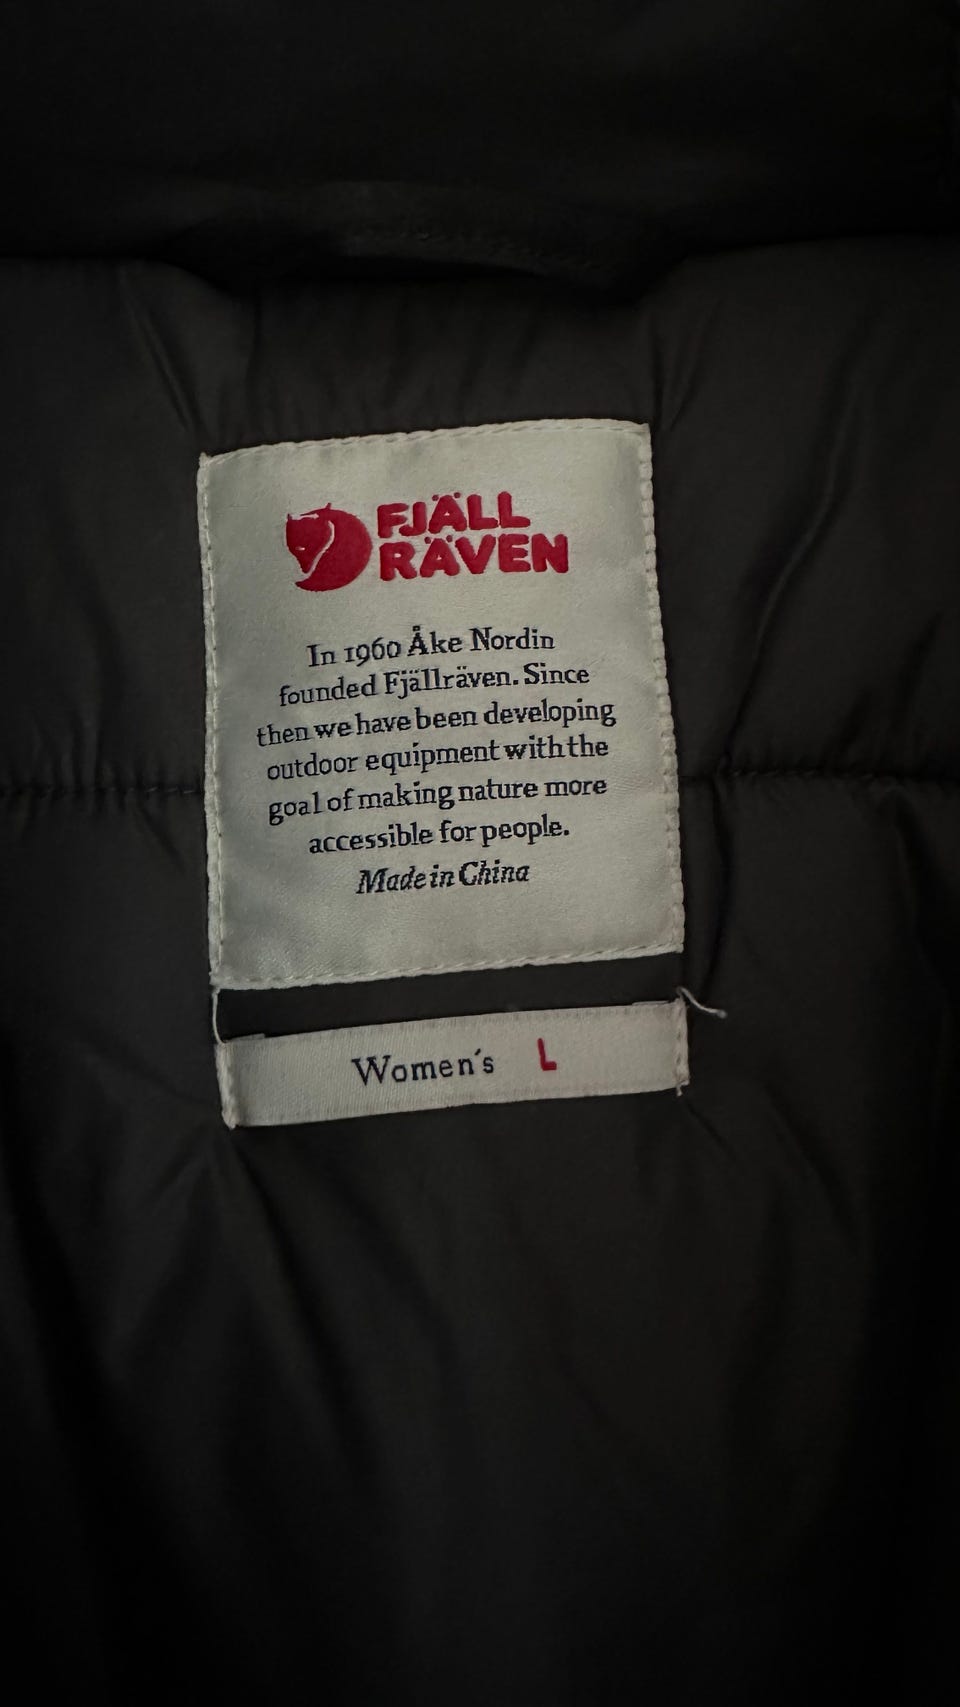 FJÄLL
RÄVEN
In 1960 Åke Nordin
founded Fjällräven. Since
then we have been developing
outdoor equipment with the
goal of making nature more
accessible for people.
Made in China
Women´s L